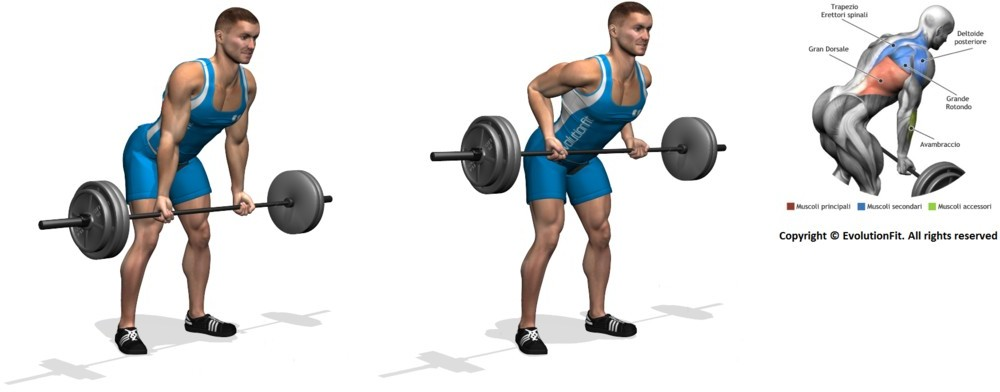 Trapezio
Erettori spinali
Deltoide
posteriore
Gran Dorsale
Grande
Rotondo
Avambraccio
Muscoli principali
Muscoli secondari
Muscoli accessori
Copyright © EvolutionFit. All rights reserved
evolutionfit